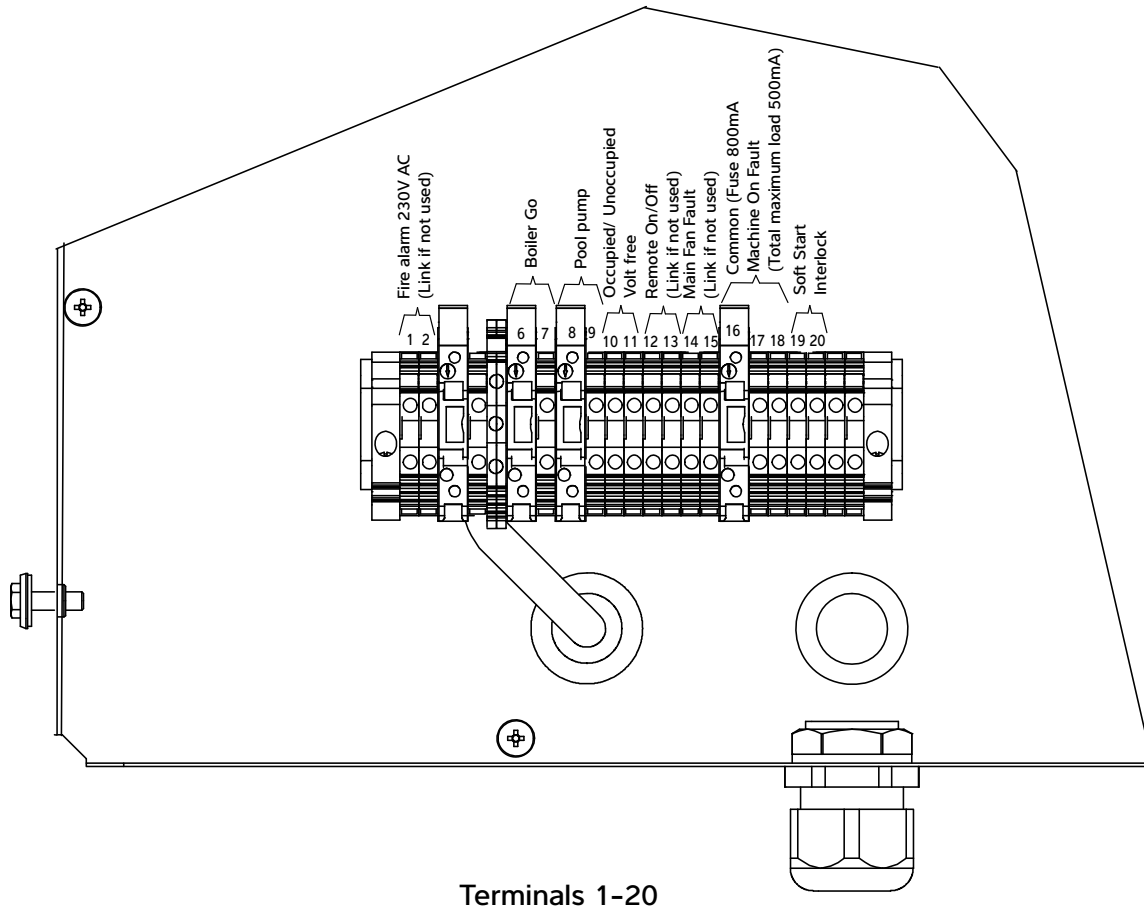 Fire alarm 230V AC
(Link if not used)
Boiler Go
Pool pump
Occupied/ Unoccupied
Volt free
Remote On/Off
(Link if not used)
Main Fan Fault
(Link if not used)
Common (Fuse 800mA
Machine On Fault
(Total maximum load 500mA)
Soft Start
Interlock
1 2 6 7 8 9 10 11 12 13 14 15 16 17 18 19 20
Terminals 1-20